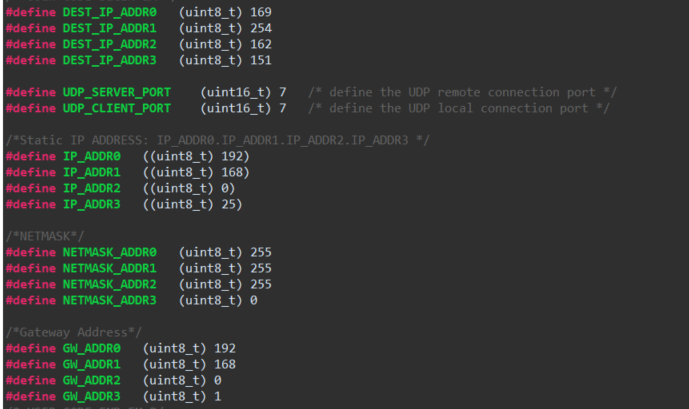 #define DEST_IP_ADDR0 (uint8_t) 169
#define DEST_IP_ADDR1 (uint8_t) 254
#define DEST_IP_ADDR2 (uint8_t) 162
#define DEST_IP_ADDR3 (uint8_t) 151
#define UDP_SERVER_PORT (uint16_t) 7 /* define the UDP remote connection port */
#define UDP_CLIENT_PORT (uint16_t) 7 /* define the UDP local connection port */
/*Static IP ADDRESS: IP_ADDR0.IP_ADDR1.IP_ADDR2.IP_ADDR3 */
#define IP_ADDR0 ((uint8_t) 192)
#define IP_ADDR1 ((uint8_t) 168)
#define IP_ADDR2 ((uint8_t) 0)
#define IP_ADDR3 ((uint8_t) 25)
/*NETMASK*/
#define NETMASK_ADDR0 (uint8_t) 255
#define NETMASK_ADDR1 (uint8_t) 255
#define NETMASK_ADDR2 (uint8_t) 255
#define NETMASK_ADDR3 (uint8_t) 0
/*Gateway Address*/
#define GW_ADDR0 (uint8_t) 192
#define GW_ADDR1 (uint8_t) 168
#define GW_ADDR2 (uint8_t) 0
#define GW_ADDR3 (uint8_t) 1